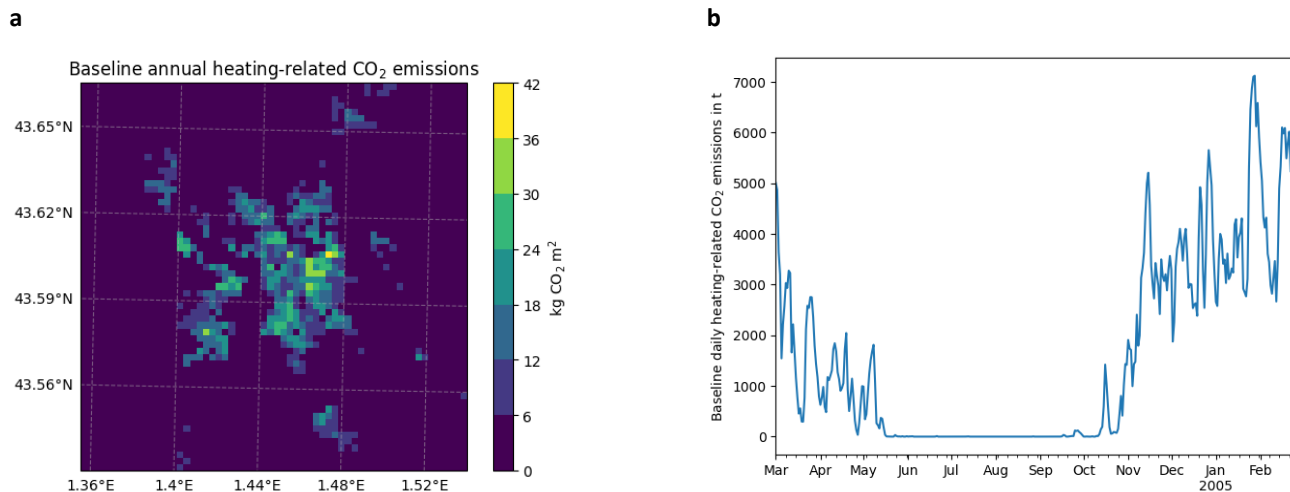 a
Baseline annual heating-related CO₂ emissions
43.65°N
43.62°N
43.59°N
43.56°N
1.36°E 1.4°E 1.44°E 1.48°E 1.52°E
42
36
30
24
18
12
6
0
kg CO₂ m²
b
Baseline daily heating-related CO₂ emissions in t
7000
6000
5000
4000
3000
2000
1000
0
Mar Apr May Jun Jul Aug Sep Oct Nov Dec Jan Feb
2005